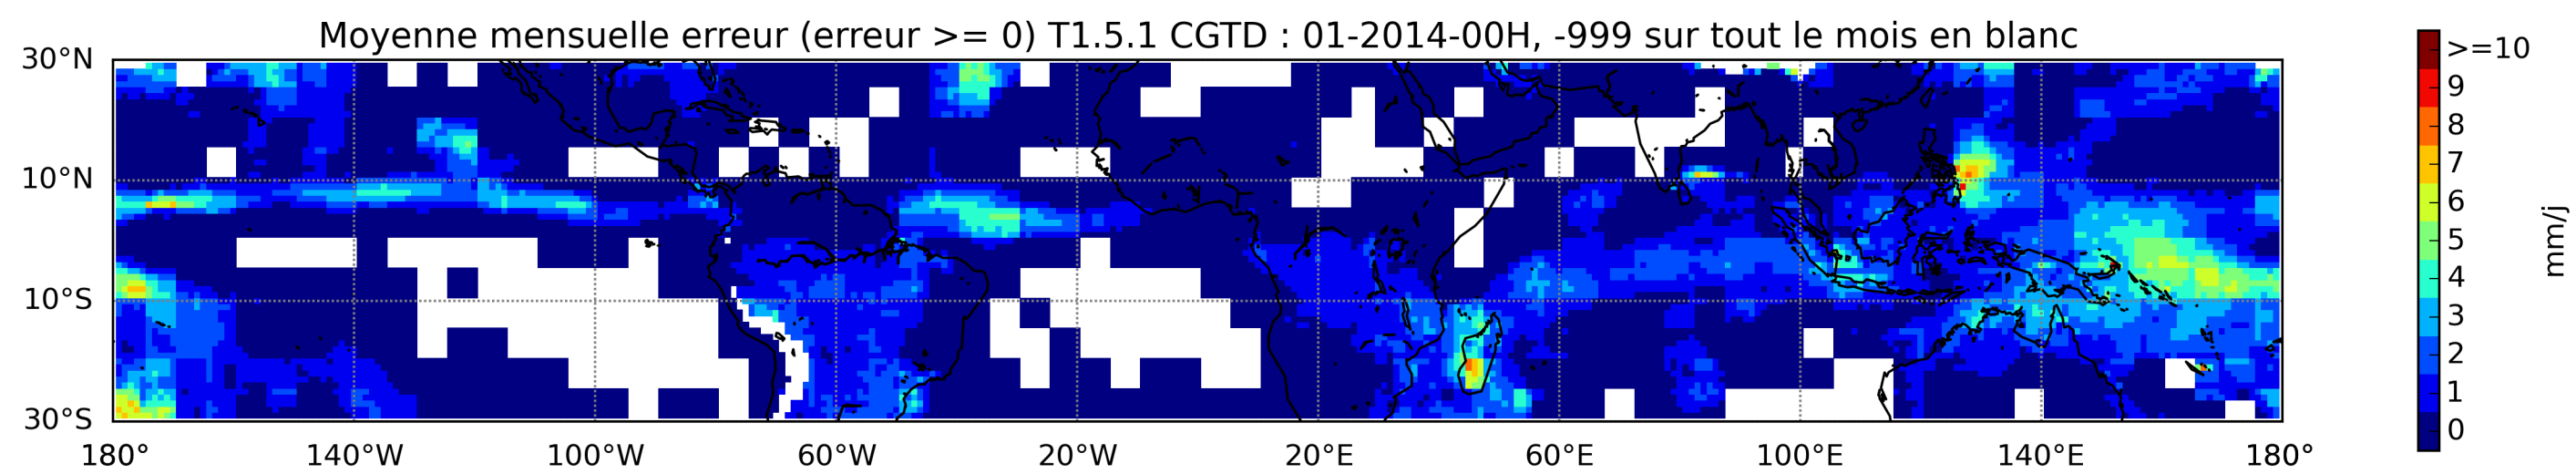 Moyenne mensuelle erreur (erreur >= 0) T1.5.1 CGTD : 01-2014-00H, -999 sur tout le mois en blanc
30°N
10°N
10°S
30°S
180° 140°W 100°W 60°W 20°W 20°E 60°E 100°E 140°E 180°
>=10
9
8
7
6
5
4
3
2
1
0
mm/j